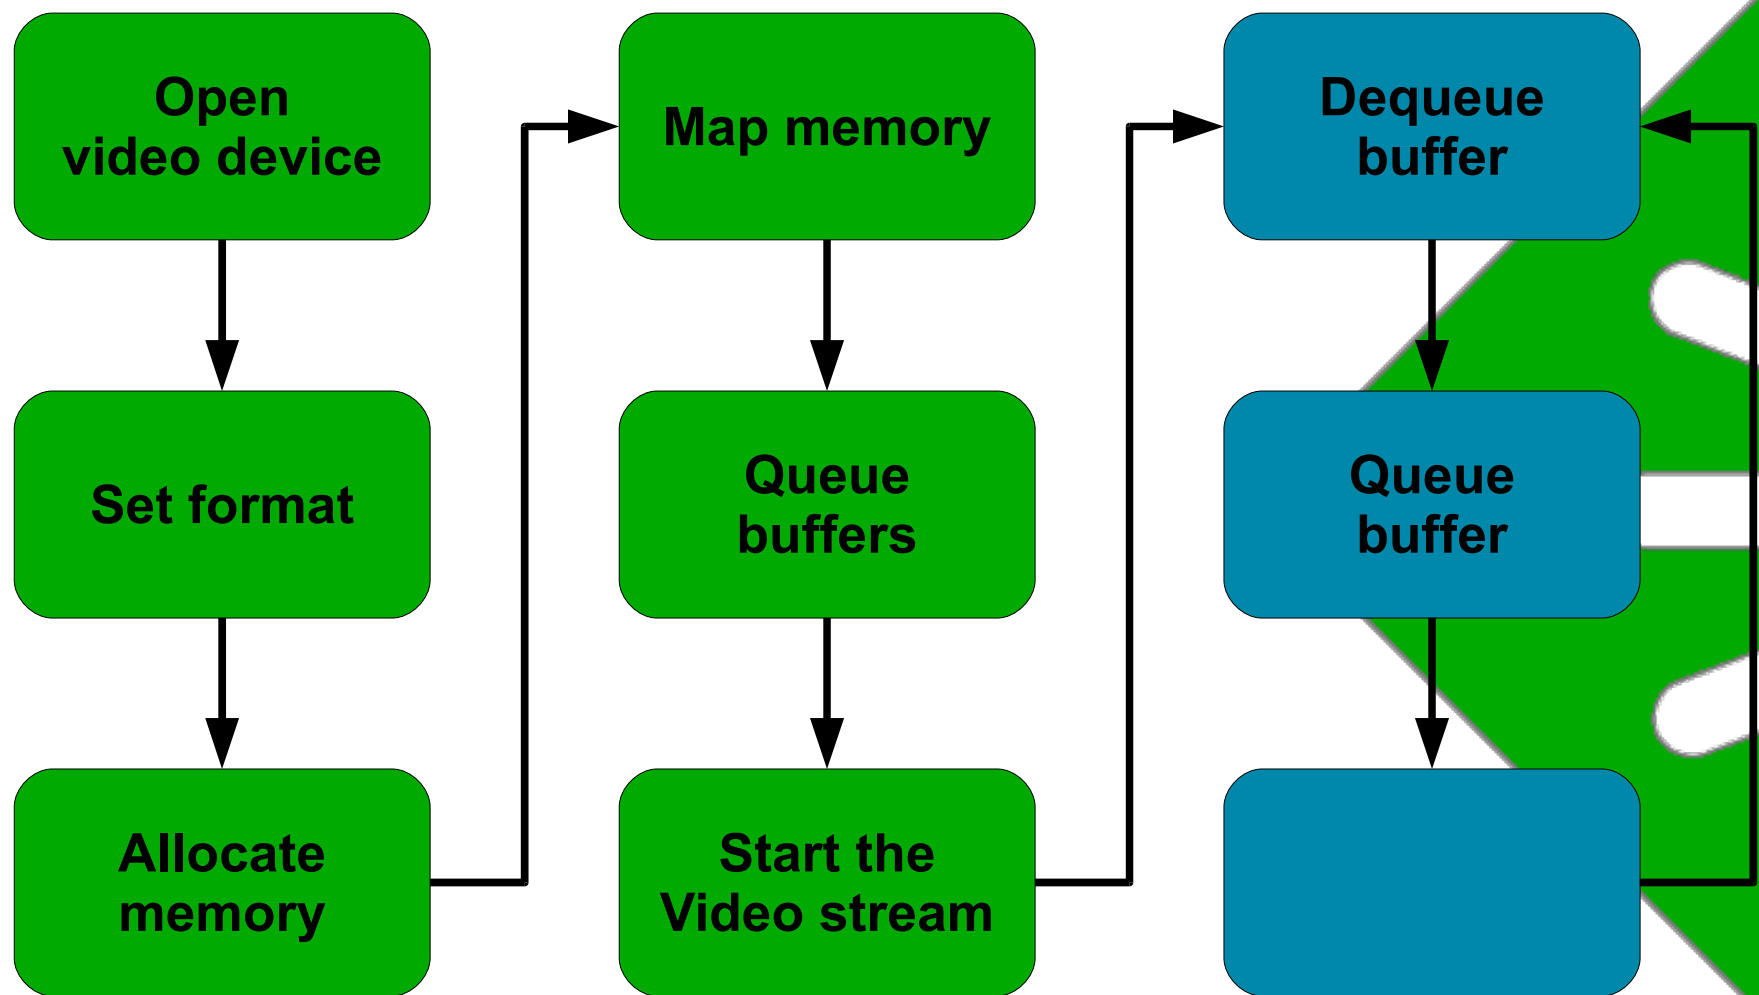 Open
video device
Set format
Allocate
memory
Map memory
Queue
buffers
Start the
Video stream
Dequeue
buffer
Queue
buffer